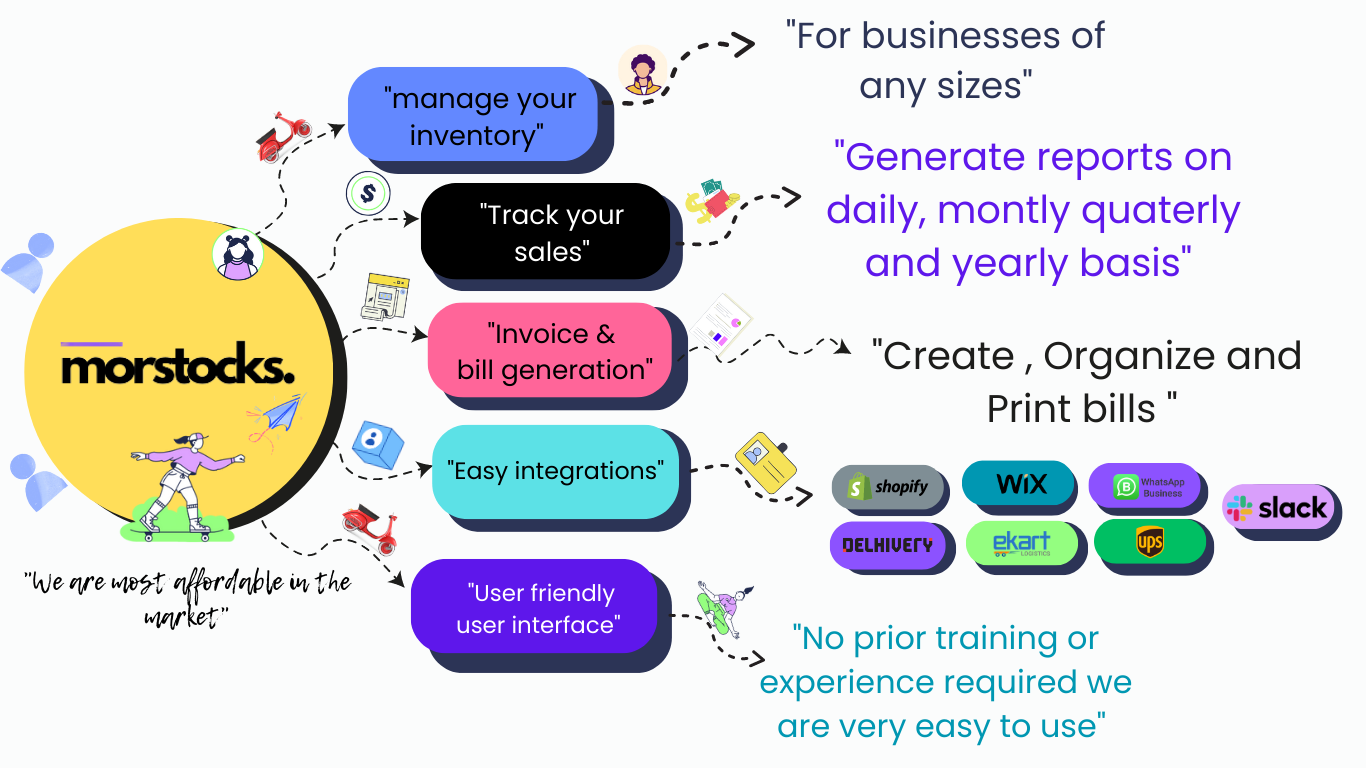 "For businesses of
any sizes"
"manage your
inventory"
"Generate reports on
daily, montly quaterly
and yearly basis"
$
"Track your
sales"
morstocks.
"Invoice &
bill generation"
"Create , Organize and
Print bills "
"Easy integrations"
shopify
WiX
WhatsApp
Business
slack
DELHIVERY
ekart
LOGISTICS
ups
"We are most affordable in the
market"
"User friendly
user interface"
"No prior training or
experience required we
are very easy to use"